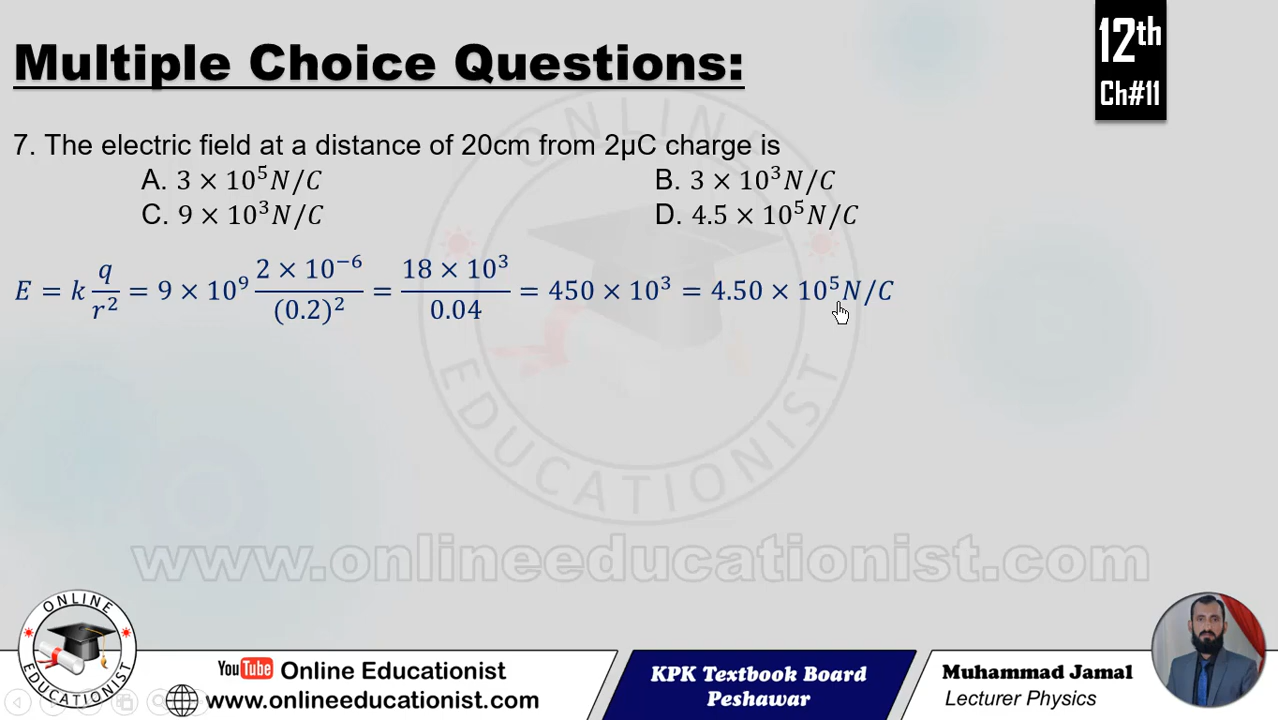 Multiple Choice Questions:
12th
Ch#11
7. The electric field at a distance of 20cm from 2μC charge is
A. 3 × 10⁵N/C
B. 3 × 10³N/C
C. 9 × 10³N/C
D. 4.5 × 10⁵N/C
E = k q/r² = 9 × 10⁹ 2 × 10⁻⁶/(0.2)² = 18 × 10³/0.04 = 450 × 10³ = 4.50 × 10⁵N/C
ONLINE
EDUCATIONIST
www.onlineeducationist.com
ONLINE
EDUCATIONIST
YouTube Online Educationist
www.onlineeducationist.com
KPK Textbook Board
Peshawar
Muhammad Jamal
Lecturer Physics